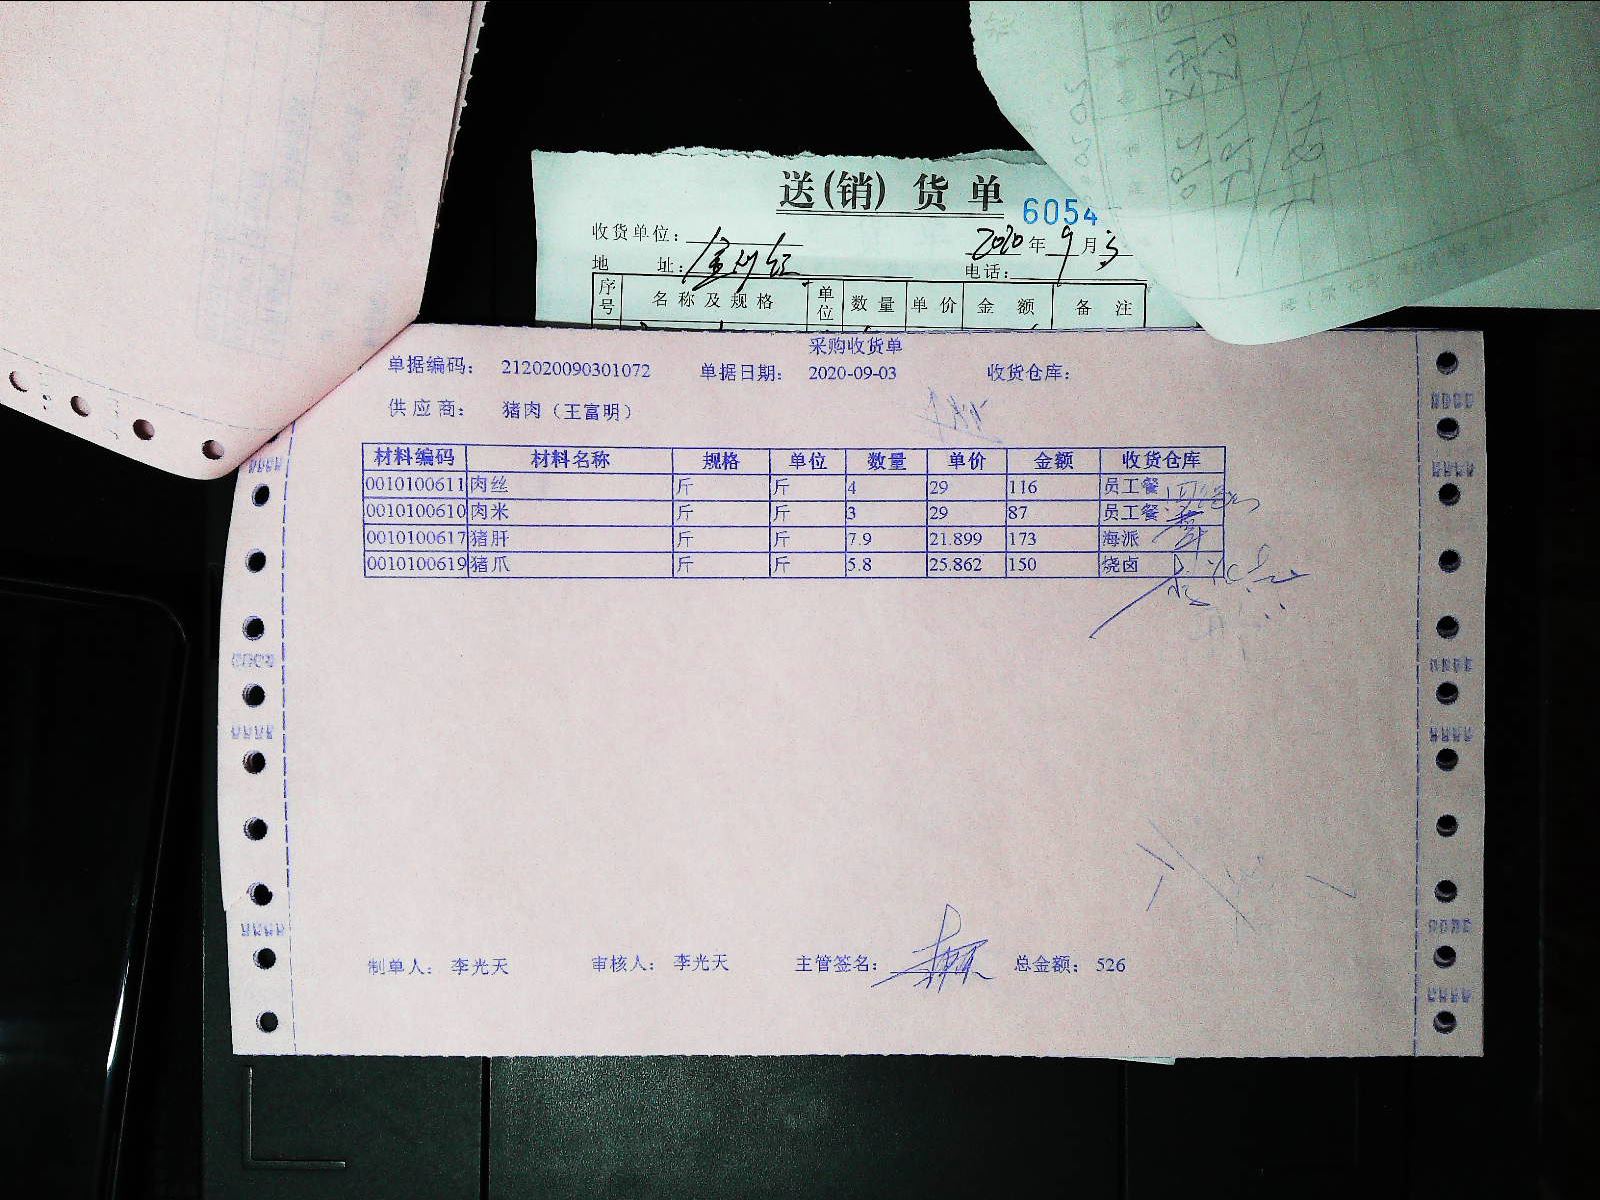 送(销)货单
6054
收货单位:
2020年9月3
地 址:
电话:
序号 名称及规格 单位 数量 单价 金额 备注
采购收货单
单据编码: 212020090301072 单据日期: 2020-09-03 收货仓库:
供应商: 猪肉（王富明）
材料编码 材料名称 规格 单位 数量 单价 金额 收货仓库
0010100611 肉丝 斤 斤 4 29 116 员工餐
0010100610 肉米 斤 斤 3 29 87 员工餐
0010100617 猪肝 斤 斤 7.9 21.899 173 海派
0010100619 猪爪 斤 斤 5.8 25.862 150 烧卤
制单人: 李光天 审核人: 李光天 主管签名: 总金额: 526